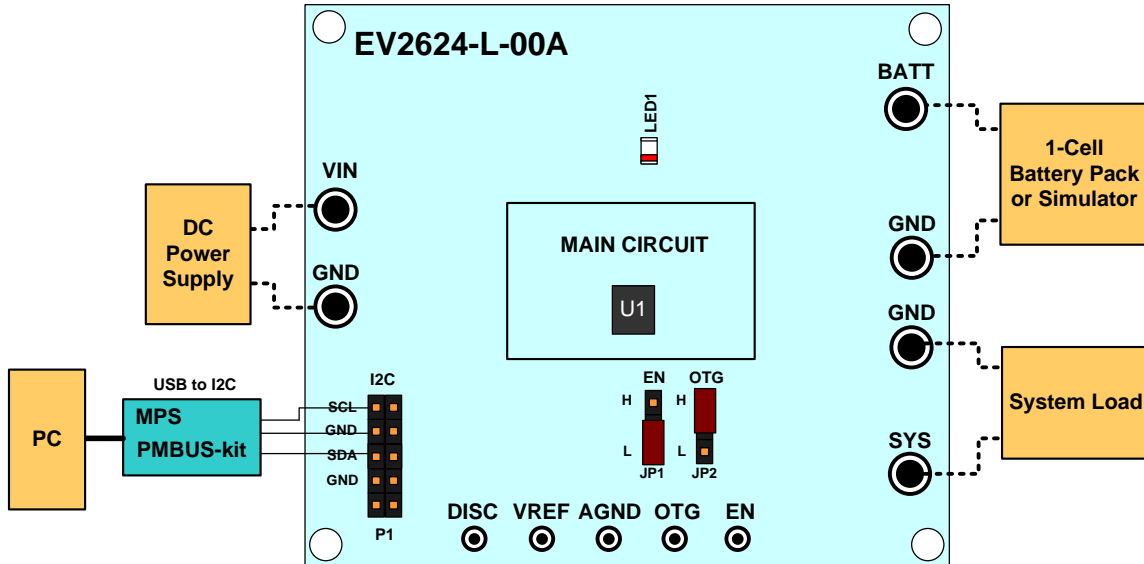 EV2624-L-00A
BATT
LED1
1-Cell
Battery Pack
or Simulator
VIN
DC
Power
Supply
GND
MAIN CIRCUIT
U1
GND
GND
System Load
SYS
PC
USB to I2C
MPS
PMBUS-kit
I2C
SCL
GND
SDA
GND
P1
EN
OTG
H
H
L
L
JP1
JP2
DISC
VREF
AGND
OTG
EN